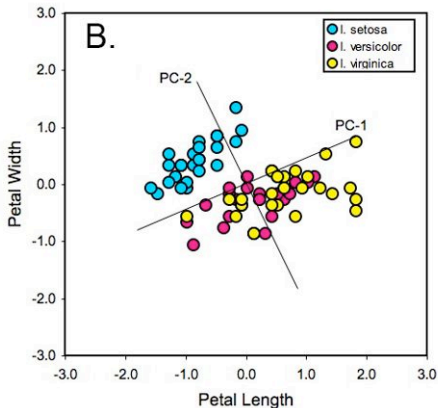 B.
I. setosa
I. versicolor
I. virginica
3.0
2.0
1.0
0.0
-1.0
-2.0
-3.0
Petal Width
PC-2
PC-1
-3.0 -2.0 -1.0 0.0 1.0 2.0 3.0
Petal Length